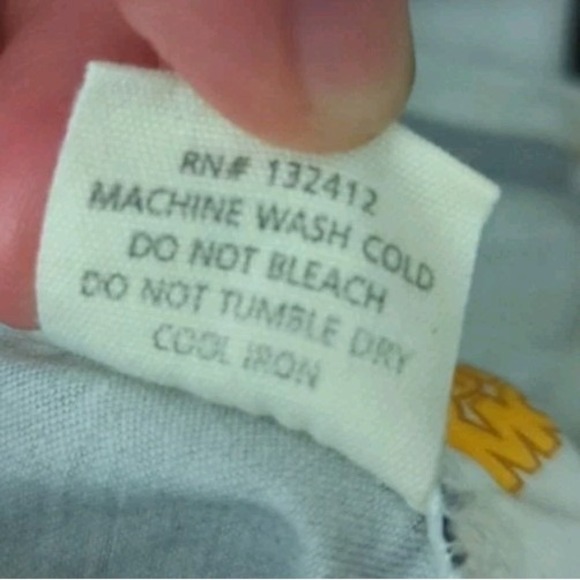 RN# 132412
MACHINE WASH COLD
DO NOT BLEACH
DO NOT TUMBLE DRY
COOL IRON